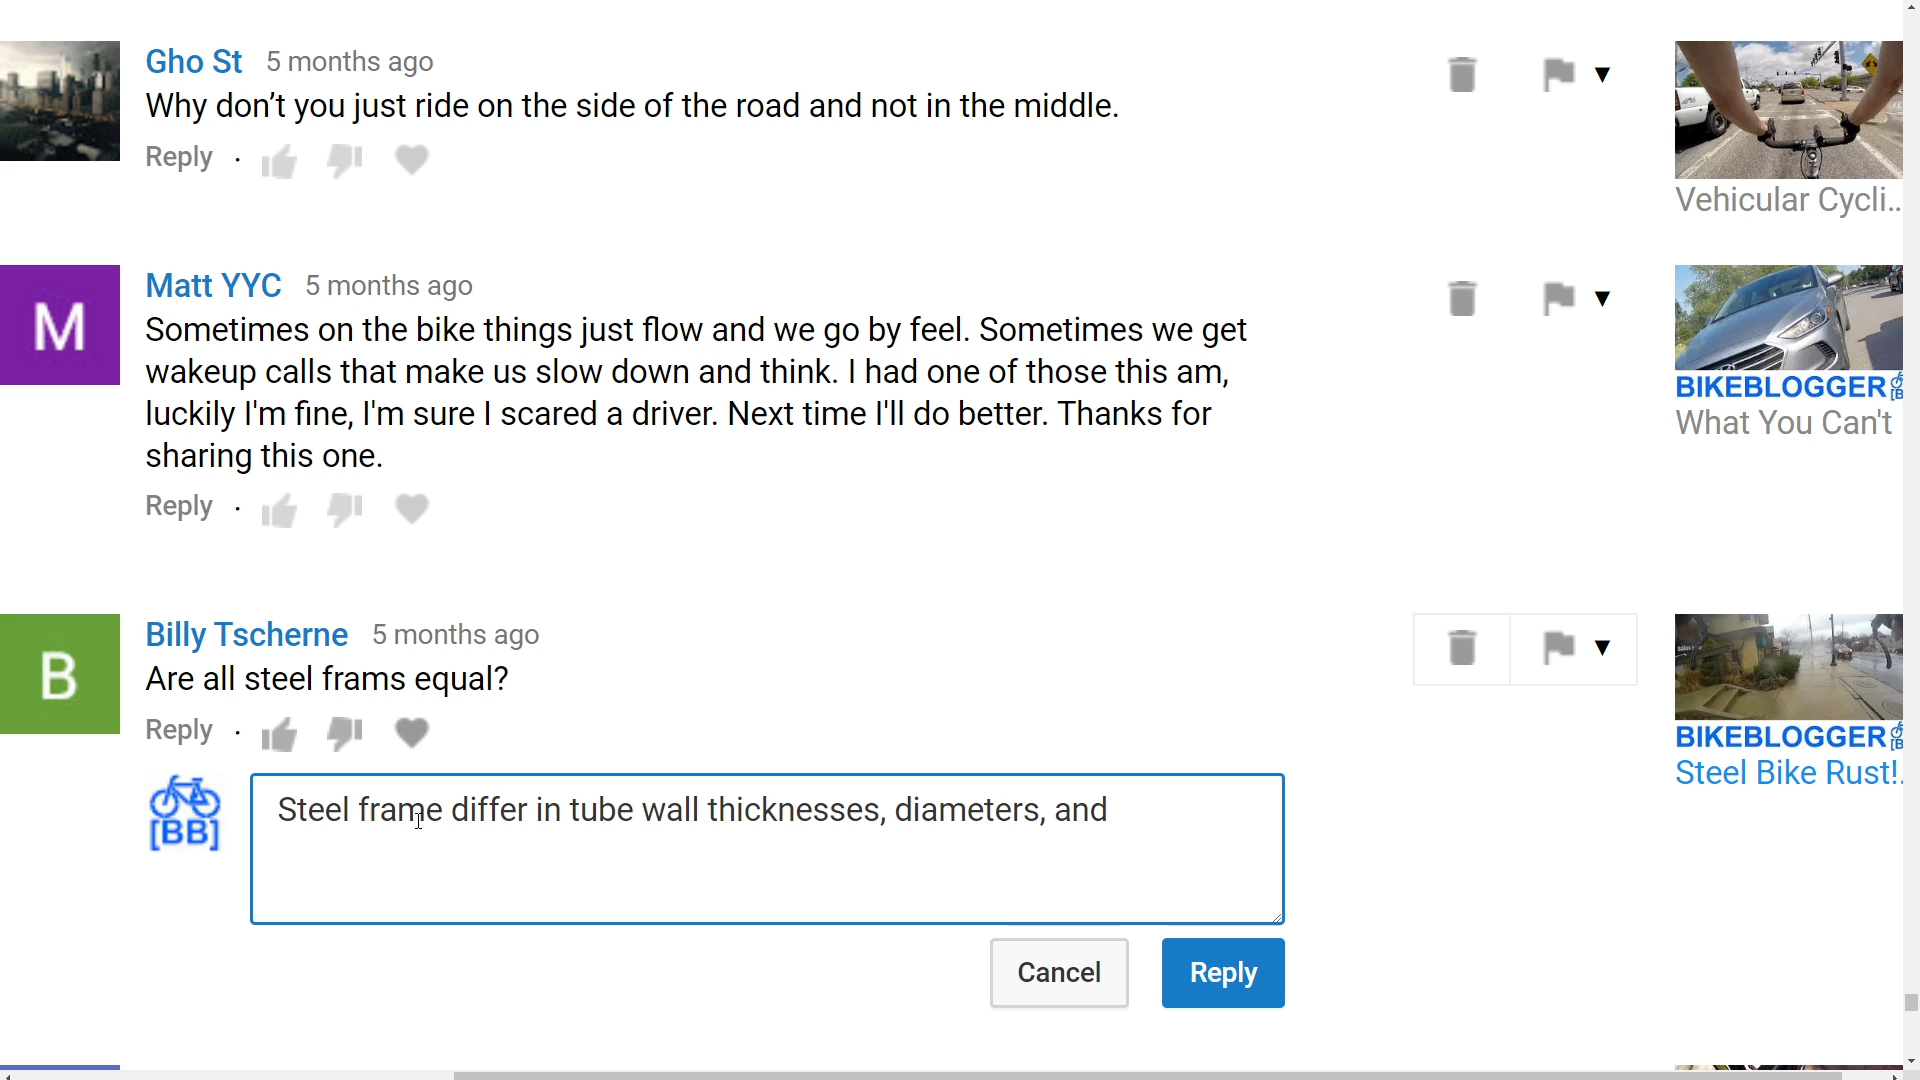 Gho St 5 months ago
Why don’t you just ride on the side of the road and not in the middle.
Reply
Vehicular Cycli...
M
Matt YYC 5 months ago
Sometimes on the bike things just flow and we go by feel. Sometimes we get
wakeup calls that make us slow down and think. I had one of those this am,
luckily I'm fine, I'm sure I scared a driver. Next time I'll do better. Thanks for
sharing this one.
Reply
BIKEBLOGGER
What You Can't
B
Billy Tscherne 5 months ago
Are all steel frams equal?
Reply
BIKEBLOGGER
Steel Bike Rust!.
[BB]
Steel frame differ in tube wall thicknesses, diameters, and
Cancel Reply